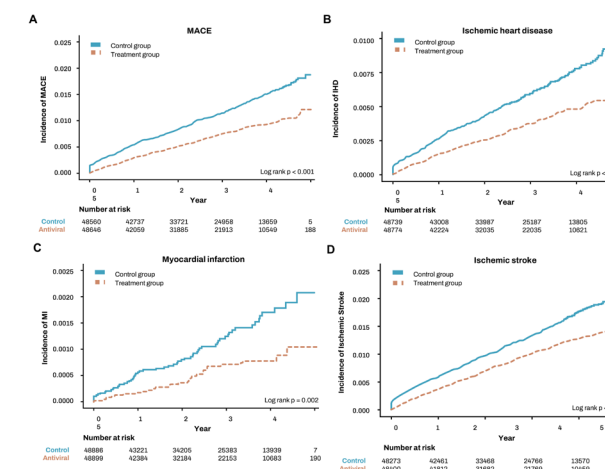 A
MACE
0.025
0.020
0.015
0.010
0.005
0.000
Incidence of MACE
Control group
Treatment group
Log rank p < 0.001
0 1 2 3 4
5
Year
Number at risk
Control 48560 42737 33721 24958 13659 5
Antiviral 48646 42059 31885 21913 10549 188
B
Ischemic heart disease
0.0100
0.0075
0.0050
0.0025
0.0000
Incidence of IHD
Control group
Treatment group
Log rank p <
0 1 2 3 4
5
Year
Number at risk
Control 48739 43008 33987 25187 13805
Antiviral 48774 42224 32035 22035 10621
C
Myocardial infarction
0.0025
0.0020
0.0015
0.0010
0.0005
0.0000
Incidence of MI
Control group
Treatment group
Log rank p = 0.002
0 1 2 3 4
5
Year
Number at risk
Control 48886 43221 34205 25383 13939 7
Antiviral 48899 42384 32184 22153 10683 190
D
Ischemic stroke
0.025
0.020
0.015
0.010
0.005
0.000
Incidence of Ischemic Stroke
Control group
Treatment group
Log rank p <
0 1 2 3 4 5
Year
Number at risk
Control 48273 42461 33468 24766 13570
Antiviral